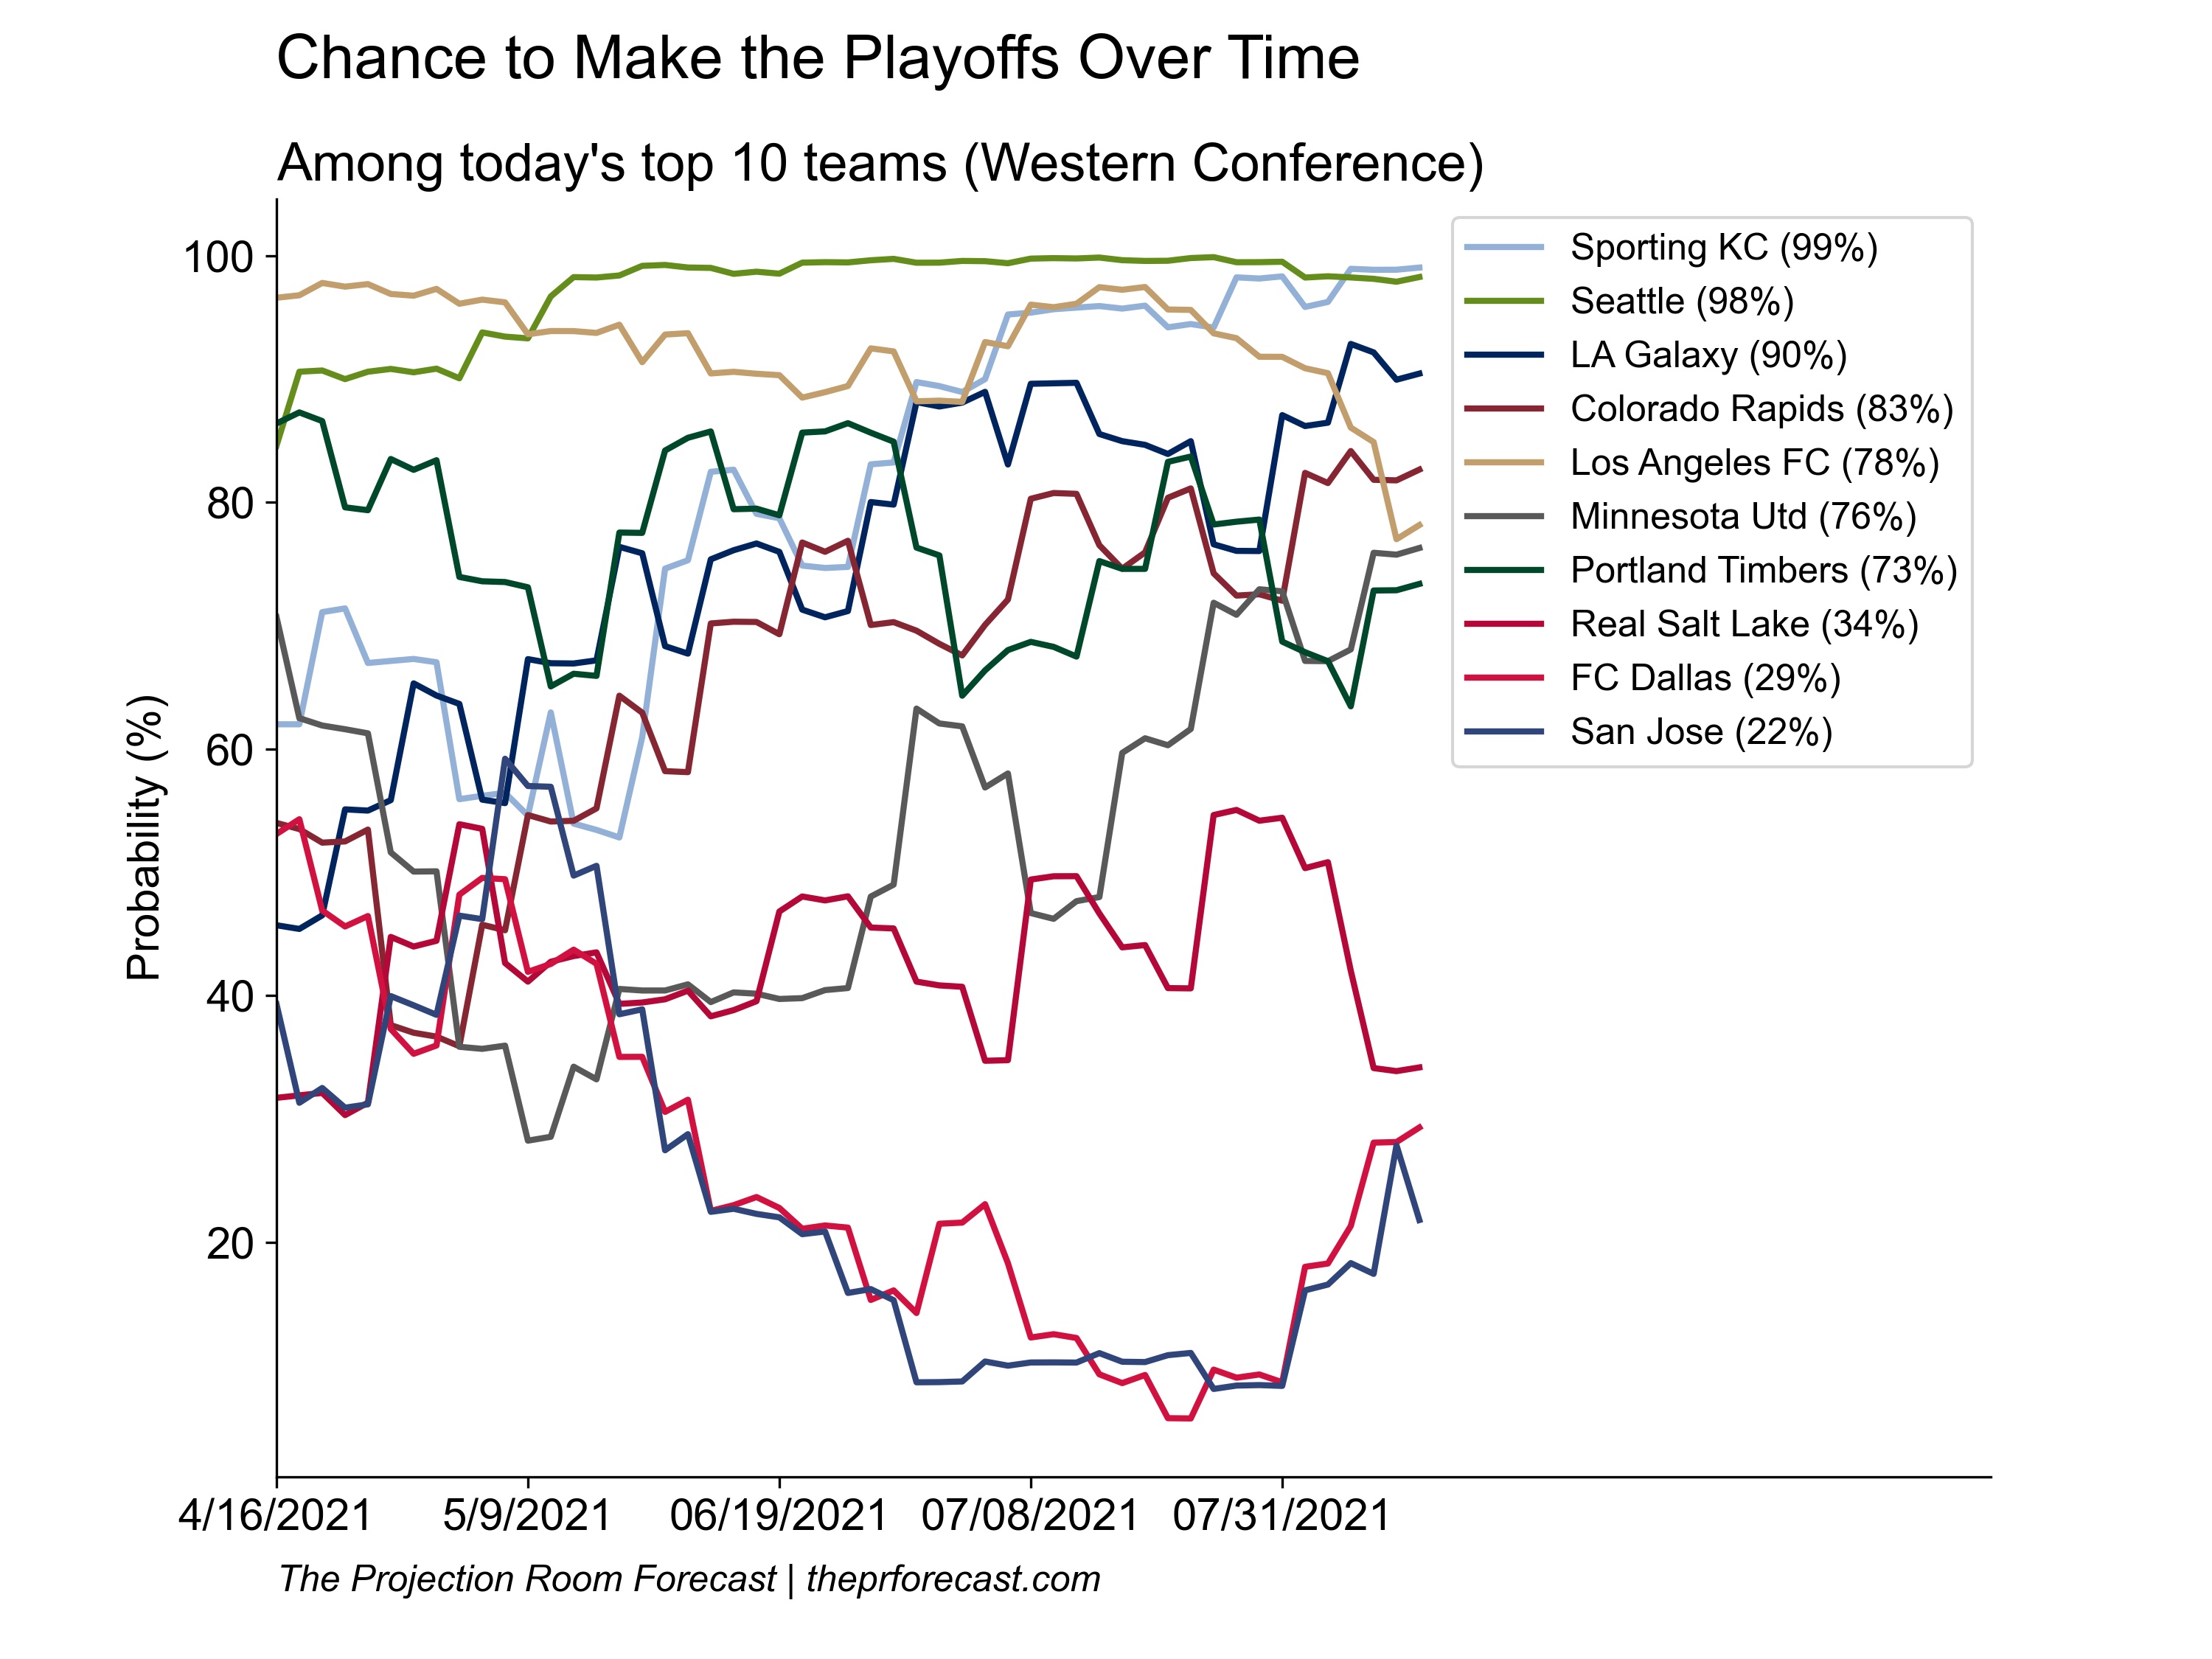 Chance to Make the Playoffs Over Time
Among today's top 10 teams (Western Conference)
100
80
60
40
20
Probability (%)
Sporting KC (99%)
Seattle (98%)
LA Galaxy (90%)
Colorado Rapids (83%)
Los Angeles FC (78%)
Minnesota Utd (76%)
Portland Timbers (73%)
Real Salt Lake (34%)
FC Dallas (29%)
San Jose (22%)
4/16/2021 5/9/2021 06/19/2021 07/08/2021 07/31/2021
The Projection Room Forecast | theprforecast.com